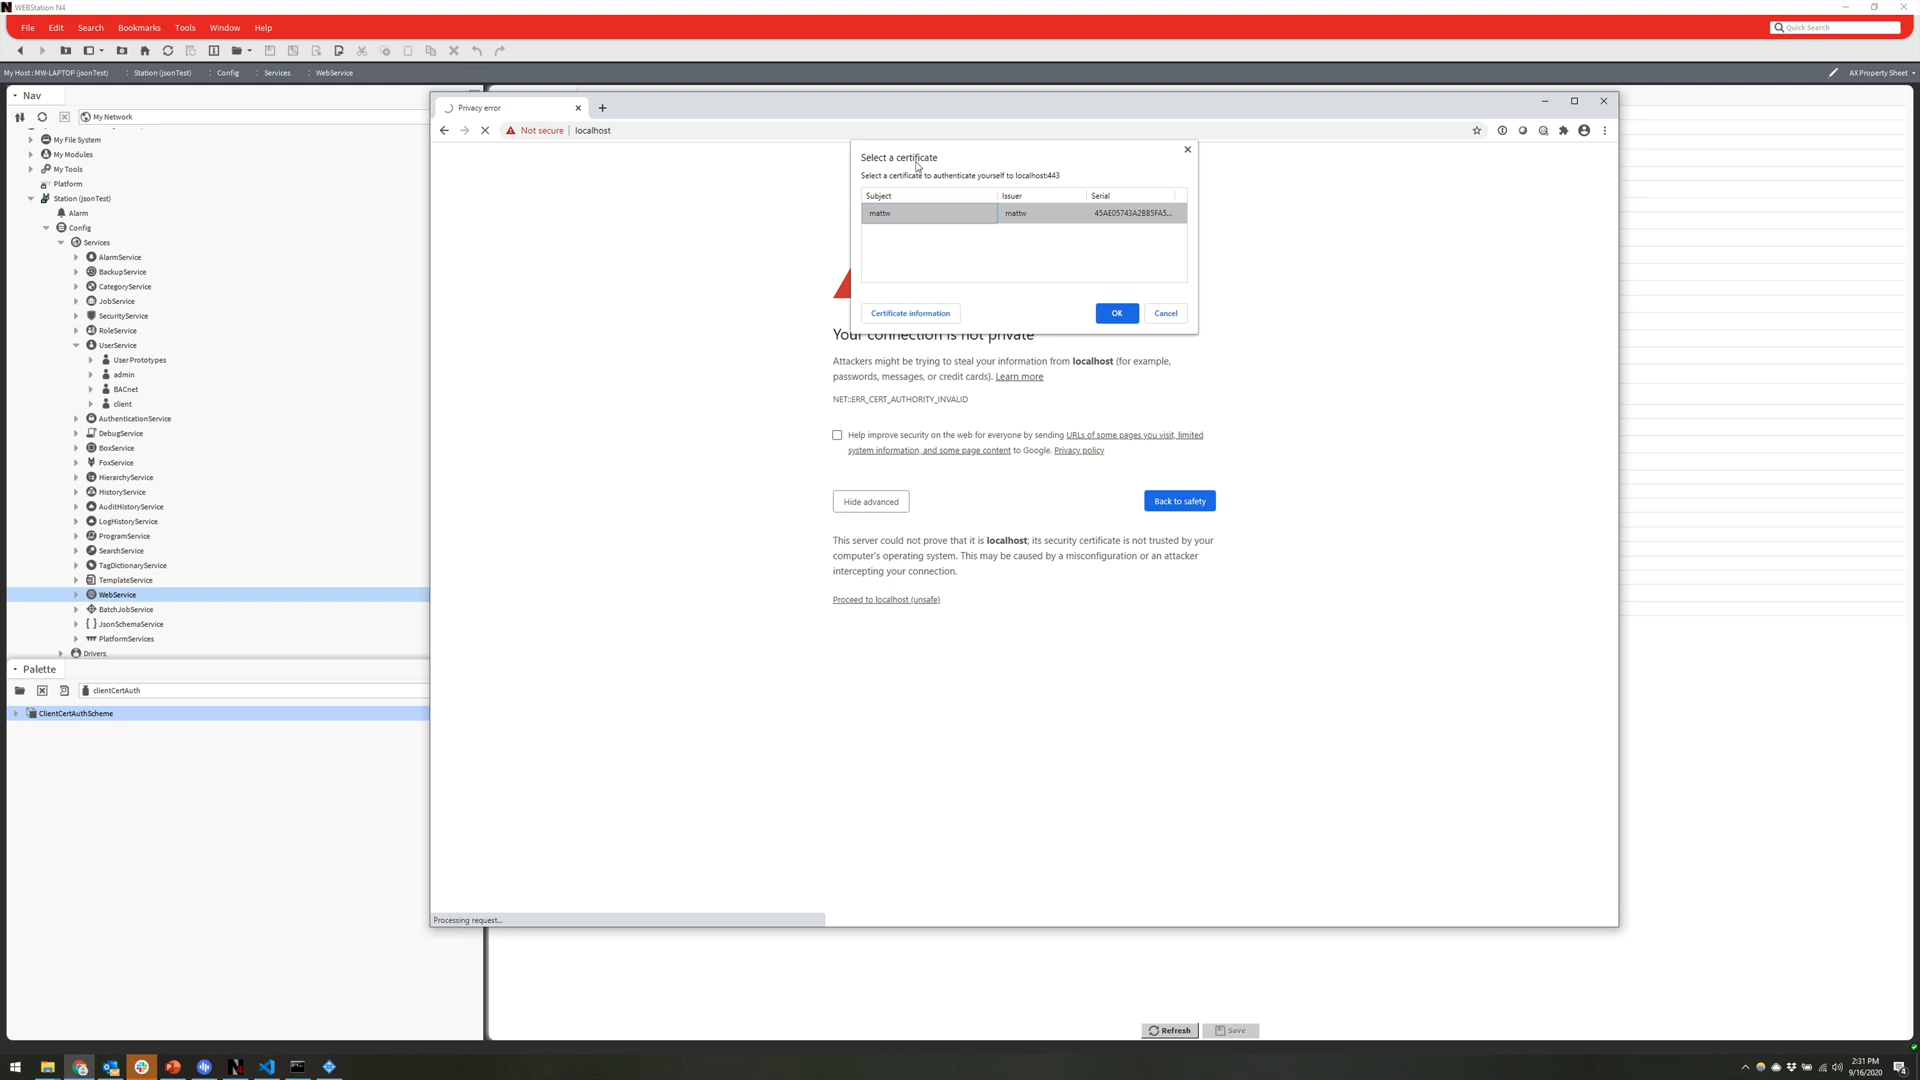 WEBStation N4
File Edit Search Bookmarks Tools Window Help
Quick Search
My Host : MW-LAPTOP (jsonTest) : Station (jsonTest) : Config : Services : WebService
AX Property Sheet
Nav
My Network
My File System
My Modules
My Tools
Platform
Station (jsonTest)
Alarm
Config
Services
AlarmService
BackupService
CategoryService
JobService
SecurityService
RoleService
UserService
User Prototypes
admin
BACnet
client
AuthenticationService
DebugService
BoxService
FoxService
HierarchyService
HistoryService
AuditHistoryService
LogHistoryService
ProgramService
SearchService
TagDictionaryService
TemplateService
WebService
BatchJobService
JsonSchemaService
PlatformServices
Drivers
Palette
clientCertAuth
ClientCertAuthScheme
Privacy error
Not secure | localhost
Select a certificate
Select a certificate to authenticate yourself to localhost:443
Subject Issuer Serial
mattw mattw 45AE05743A2BB5FA5...
Certificate information OK Cancel
Your connection is not private
Attackers might be trying to steal your information from localhost (for example,
passwords, messages, or credit cards). Learn more
NET::ERR_CERT_AUTHORITY_INVALID
Help improve security on the web for everyone by sending URLs of some pages you visit, limited
system information, and some page content to Google. Privacy policy
Hide advanced Back to safety
This server could not prove that it is localhost; its security certificate is not trusted by your
computer's operating system. This may be caused by a misconfiguration or an attacker
intercepting your connection.
Proceed to localhost (unsafe)
Processing request...
Refresh Save
2:31 PM
9/16/2020